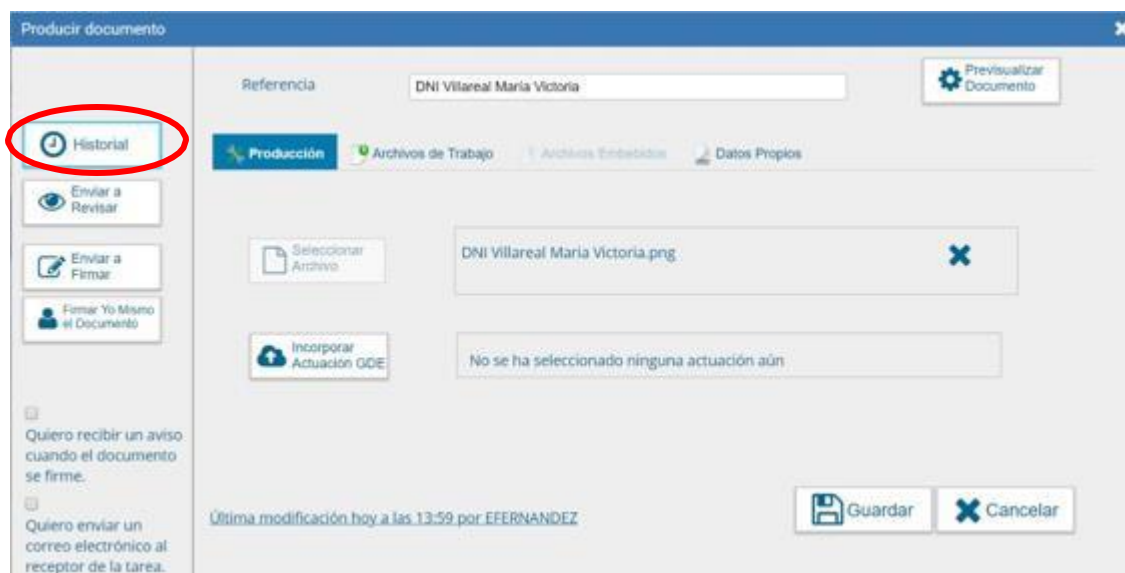 Producir documento
Referencia
DNI Villareal Maria Victoria
Previsualizar
Documento
Historial
Enviar a
Revisar
Enviar a
Firmar
Firmar Yo Mismo
el Documento
Producción
Archivos de Trabajo
Archivos Embebidos
Datos Propios
Seleccionar
Archivo
DNI Villareal Maria Victoria.png
Incorporar
Actuacion GDE
No se ha seleccionado ninguna actuación aún
Quiero recibir un aviso
cuando el documento
se firme.
Quiero enviar un
correo electrónico al
receptor de la tarea.
Última modificación hoy a las 13:59 por EFERNANDEZ
Guardar
Cancelar